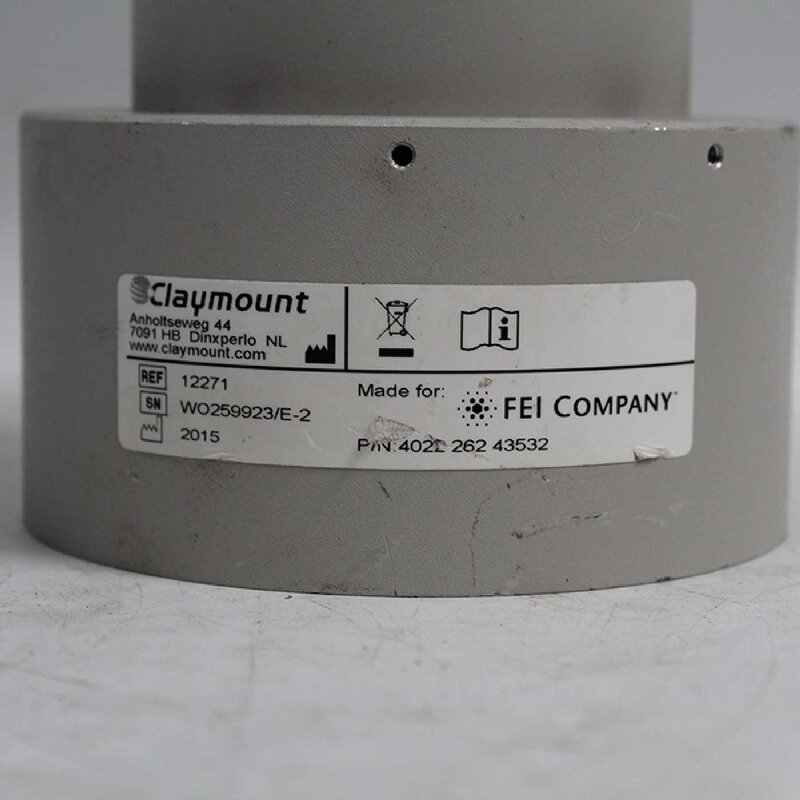 Claymount
Anholtseweg 44
7091 HB Dinxperlo NL
www.claymount.com
REF 12271
SN WO259923/E-2
2015
Made for: FEI COMPANY™
P/N: 262 43532